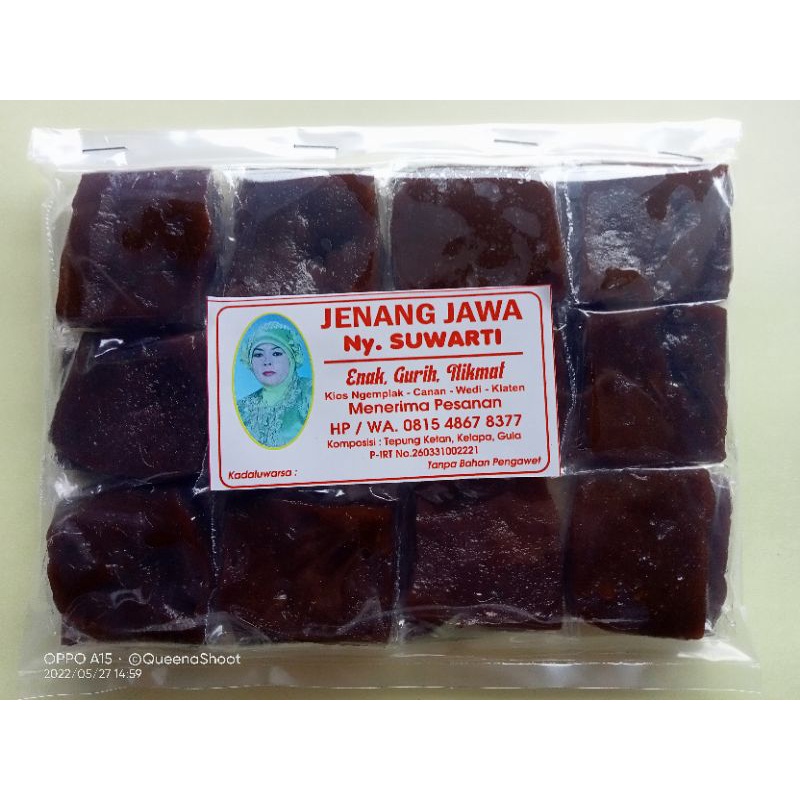 JENANG JAWA
Ny. SUWARTI
Enak, Gurih, Nikmat
Kios Ngemplak - Canan - Wedi - Klaten
Menerima Pesanan
HP / WA. 0815 4867 8377
Komposisi : Tepung Ketan, Kelapa, Gula
P-IRT No.260331002221
Kadaluwarsa :
Tanpa Bahan Pengawet
OPPO A15 · ©QueenaShoot
2022/05/27 14:59